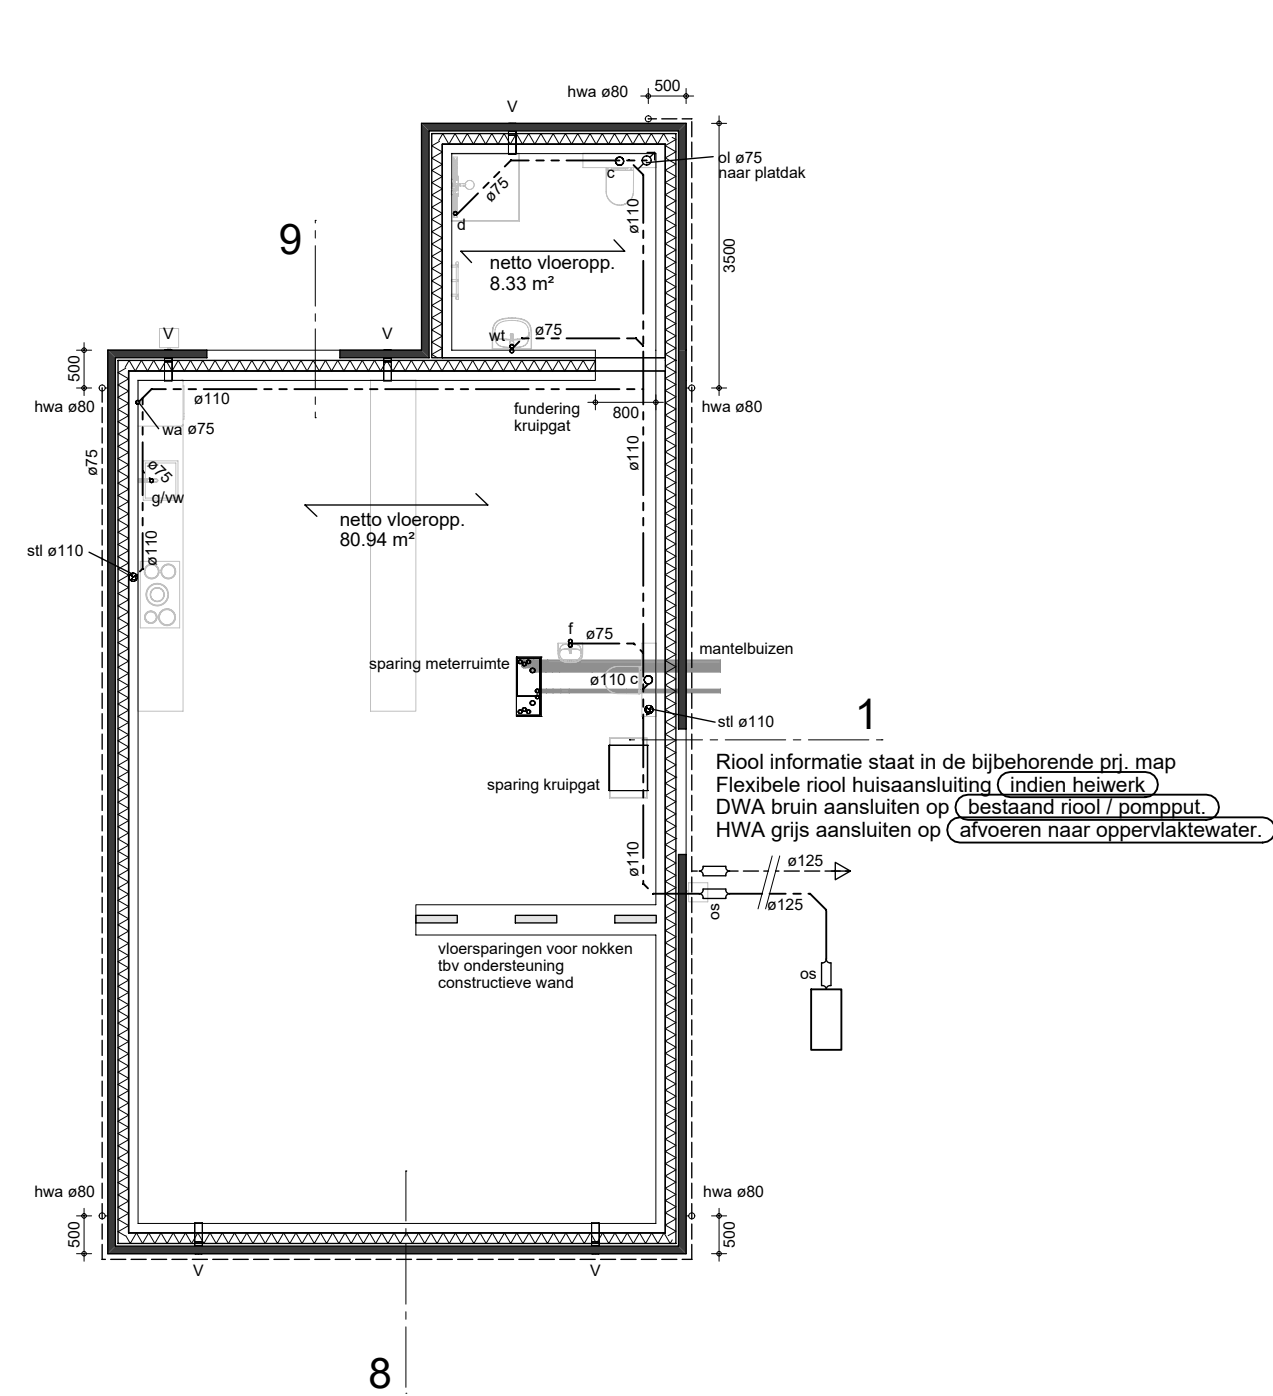 hwa ø80
500
V
ol ø75
naar platdak
c
ø75
d
ø110
3500
9
netto vloeropp.
8.33 m²
wt
ø75
V
V
500
hwa ø80
ø110
wa ø75
fundering
kruipgat
800
hwa ø80
ø75
ø75
g/vw
ø110
netto vloeropp.
80.94 m²
stl ø110
ø110
f
ø75
sparing meterruimte
mantelbuizen
ø110 c
stl ø110
1
sparing kruipgat
Riool informatie staat in de bijbehorende prj. map
Flexibele riool huisaansluiting indien heiwerk
DWA bruin aansluiten op bestaand riool / pompput.
HWA grijs aansluiten op afvoeren naar oppervlaktewater.
ø110
ø125
ø125
os
os
vloersparingen voor nokken
tbv ondersteuning
constructieve wand
hwa ø80
500
hwa ø80
500
V
V
8